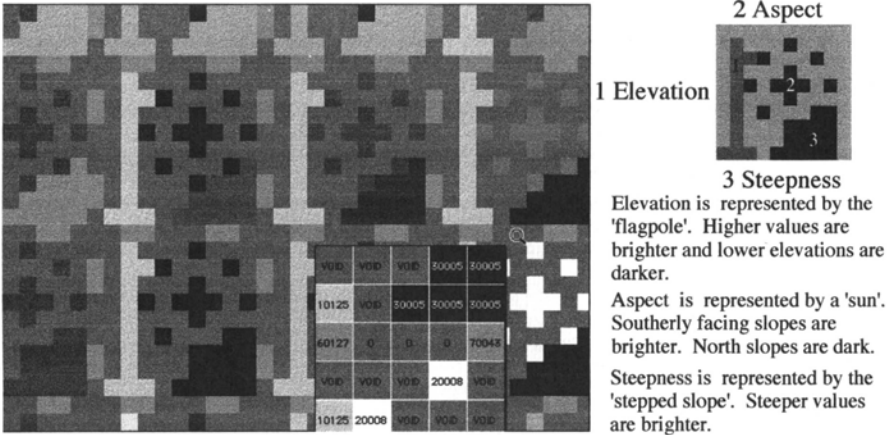 2 Aspect
1 Elevation
1
2
3
3 Steepness
Elevation is represented by the
'flagpole'. Higher values are
brighter and lower elevations are
darker.
Aspect is represented by a 'sun'.
Southerly facing slopes are
brighter. North slopes are dark.
Steepness is represented by the
'stepped slope'. Steeper values
are brighter.
VOID VOID VOID 30005 30005
10125 VOID 30005 30005 30005
60127 0 0 0 70043
VOID VOID VOID 20008 VOID
10125 20008 VOID VOID VOID